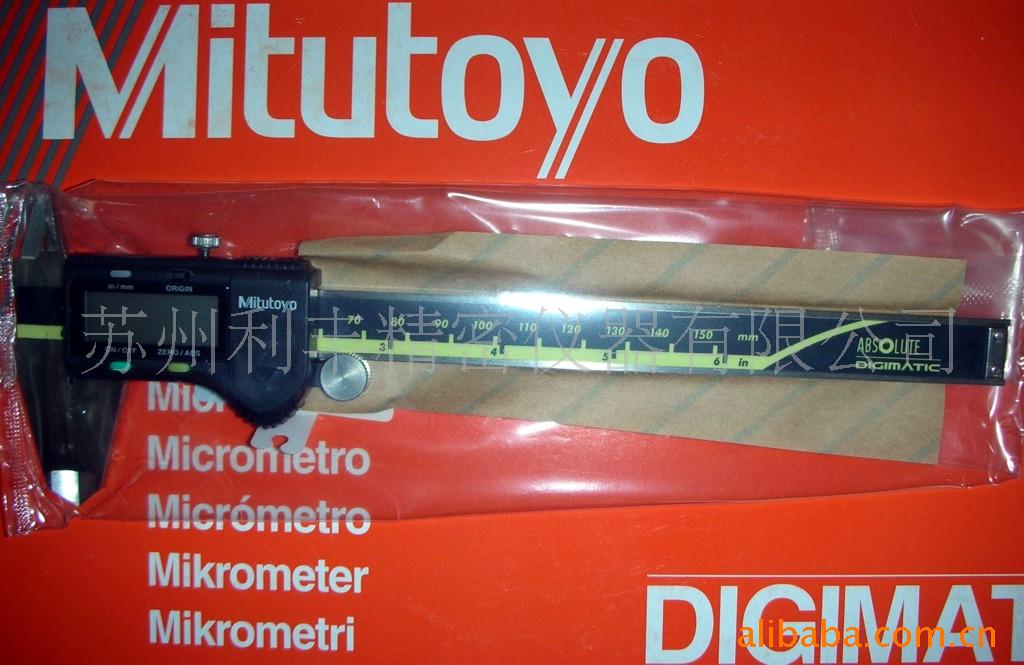 Mitutoyo
in / mm
ORIGIN
Mitutoyo
ON / OFF
ZERO / ABS
70 80 90 100 110 120 130 140 150 mm
3 4 5 6 in
ABSOLUTE
DIGIMATIC
苏州利丰精密仪器有限公司
Micrometro
Micrómetro
Mikrometer
Mikrometri
DIGIMAT
alibaba.com.cn